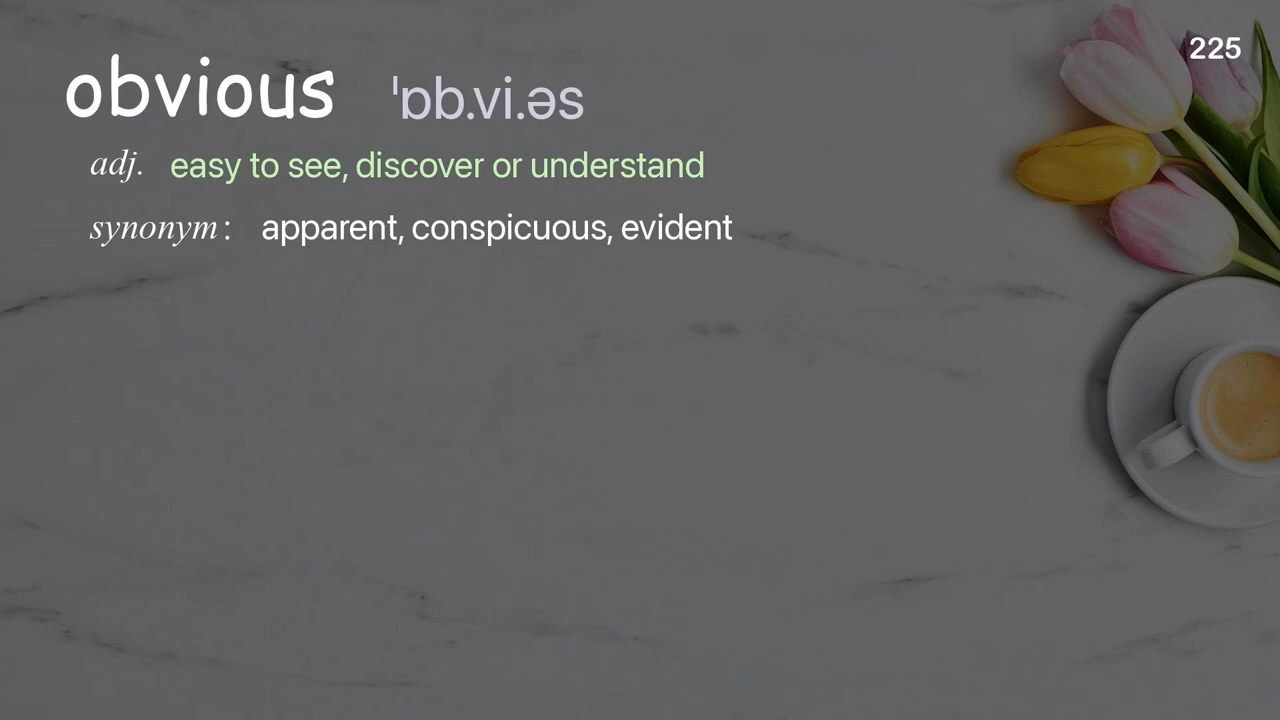 225
obvious ˈɒb.vi.əs
adj. easy to see, discover or understand
synonym: apparent, conspicuous, evident